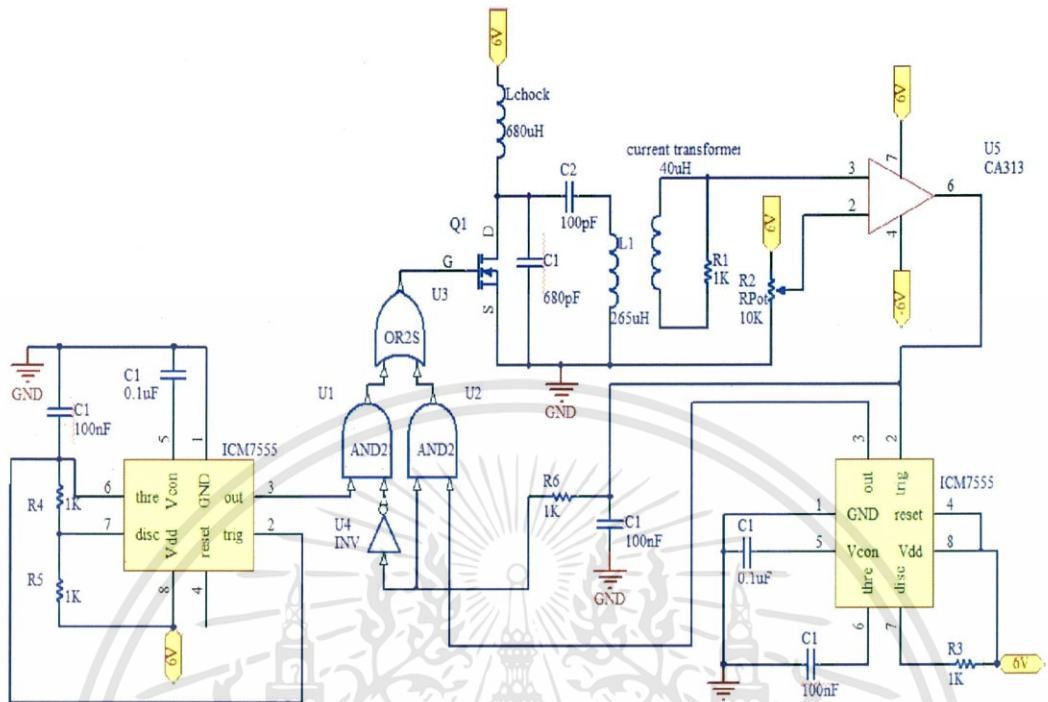 6V
Lchock
680uH
current transformer
40uH
6V
7
U5
CA313
3
6
2
4
-6V
C2
100pF
Q1
D
G
S
C1
680pF
L1
265uH
R1
1K
6V
R2
RPot
10K
U3
OR2S
GND
U1
U2
AND2
AND2
U4
INV
R6
1K
C1
100nF
GND
GND
C1
0.1uF
C1
100nF
5
1
ICM7555
6
thre
Vcon
GND
out
3
R4
1K
7
disc
Vdd
reset
trig
2
R5
1K
8
4
6V
3
2
ICM7555
out
trig
1
GND
reset
4
C1
0.1uF
5
Vcon
Vdd
8
thre
disc
6
7
C1
100nF
R3
1K
6V